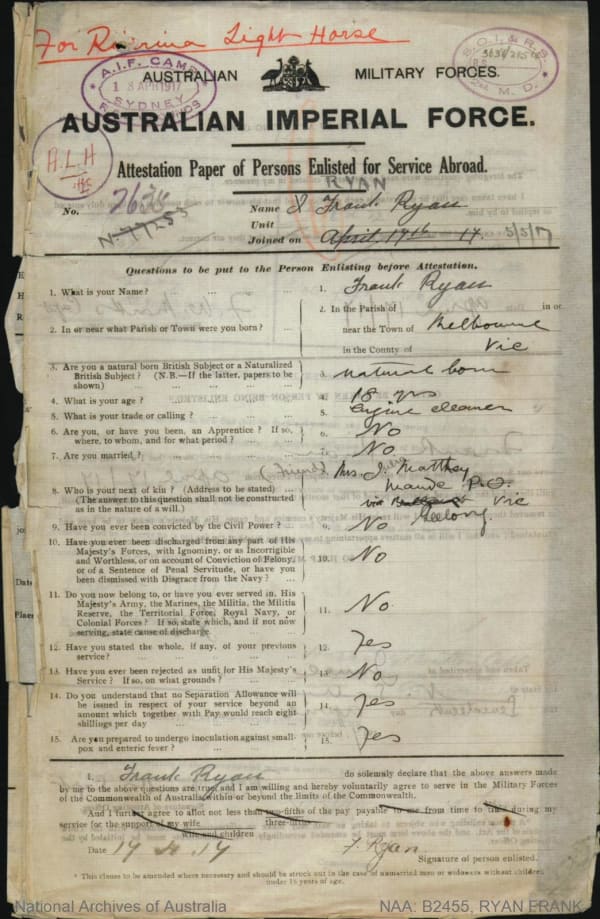 For Riverina Light Horse
A.I.F. CAMP
18 APR 1917
SYDNEY
AUSTRALIAN MILITARY FORCES.
AUSTRALIAN IMPERIAL FORCE.
A.L.H
Attestation Paper of Persons Enlisted for Service Abroad.
RYAN
No. Name Frank Ryan
N. 77255
Unit
Joined on April 17th 17. 5/5/17
Questions to be put to the Person Enlisting before Attestation.
1. What is your Name? ... 1. Frank Ryan
2. In or near what Parish or Town were you born? ... 2. In the Parish of in or
near the Town of Melbourne
in the County of Vic
3. Are you a natural born British Subject or a Naturalized
British Subject? (N.B.—If the latter, papers to be
shown) 3. natural born
4. What is your age? 4. 18 yrs
5. What is your trade or calling? 5. Engine cleaner
6. Are you, or have you been, an Apprentice? If so,
where, to whom, and for what period? 6. No
7. Are you married? 7. No
(friend) Mrs. J. Matthey
8. Who is your next of kin? (Address to be stated) Maude P.O.
(The answer to this question shall not be construed
as in the nature of a will.) via Vic
Geelong.
9. Have you ever been convicted by the Civil Power? 9. No
10. Have you ever been discharged from any part of His
Majesty's Forces, with Ignominy, or as Incorrigible
and Worthless, or on account of Conviction of Felony,
or of a Sentence of Penal Servitude, or have you
been dismissed with Disgrace from the Navy? 10. No
11. Do you now belong to, or have you ever served in, His
Majesty's Army, the Marines, the Militia, the Militia
Reserve, the Territorial Force, Royal Navy, or
Colonial Forces? If so, state which, and if not now
serving, state cause of discharge 11. No
12. Have you stated the whole, if any, of your previous
service? 12. Yes
13. Have you ever been rejected as unfit for His Majesty's
Service? If so, on what grounds? 13. No
14. Do you understand that no Separation Allowance will
be issued in respect of your service beyond an
amount which together with Pay would reach eight
shillings per day 14. Yes
15. Are you prepared to undergo inoculation against small
pox and enteric fever? 15. Yes
I, Frank Ryan do solemnly declare that the above answers made
by me to the above questions are true, and I am willing and hereby voluntarily agree to serve in the Military Forces
of the Commonwealth of Australia within or beyond the limits of the Commonwealth.
And I further agree to allot not less than two-fifths of the pay payable to me from time to time during my
three-fifths
service for the support of my wife
wife and children
Date 17 4 17 F Ryan
Signature of person enlisted.
* This clause to be amended where necessary and should be struck out in the case of unmarried men or widowers without children
under 18 years of age.
National Archives of Australia NAA: B2455, RYAN FRANK